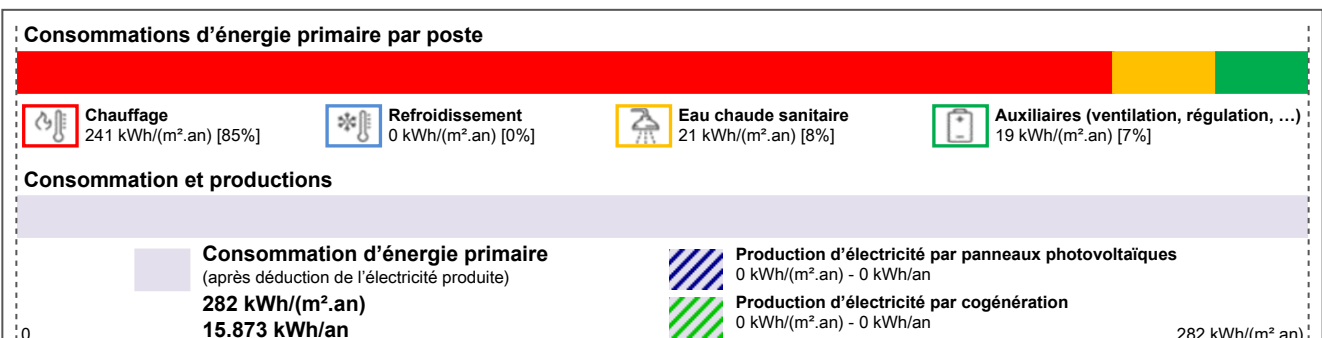 Consommations d’énergie primaire par poste
Chauffage
241 kWh/(m².an) [85%]
Refroidissement
0 kWh/(m².an) [0%]
Eau chaude sanitaire
21 kWh/(m².an) [8%]
Auxiliaires (ventilation, régulation, …)
19 kWh/(m².an) [7%]
Consommation et productions
Consommation d’énergie primaire
(après déduction de l’électricité produite)
282 kWh/(m².an)
15.873 kWh/an
Production d’électricité par panneaux photovoltaïques
0 kWh/(m².an) - 0 kWh/an
Production d’électricité par cogénération
0 kWh/(m².an) - 0 kWh/an
0
282 kWh/(m².an)